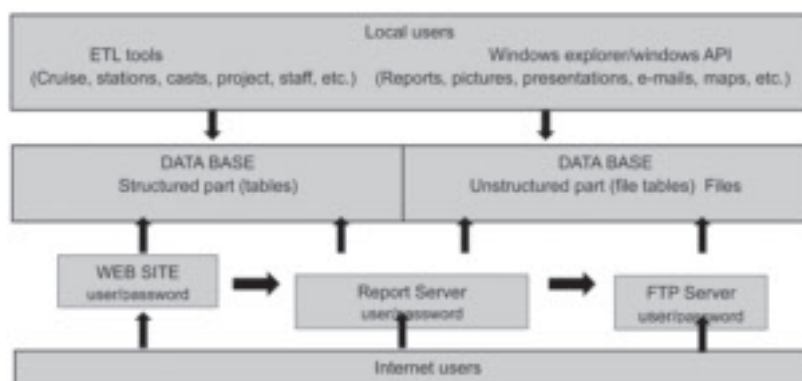 Local users
ETL tools
(Cruise, stations, casts, project, staff, etc.)
Windows explorer/windows API
(Reports, pictures, presentations, e-mails, maps, etc.)
DATA BASE
Structured part (tables)
DATA BASE
Unstructured part (file tables) Files
WEB SITE
user/password
Report Server
user/password
FTP Server
user/password
Internet users